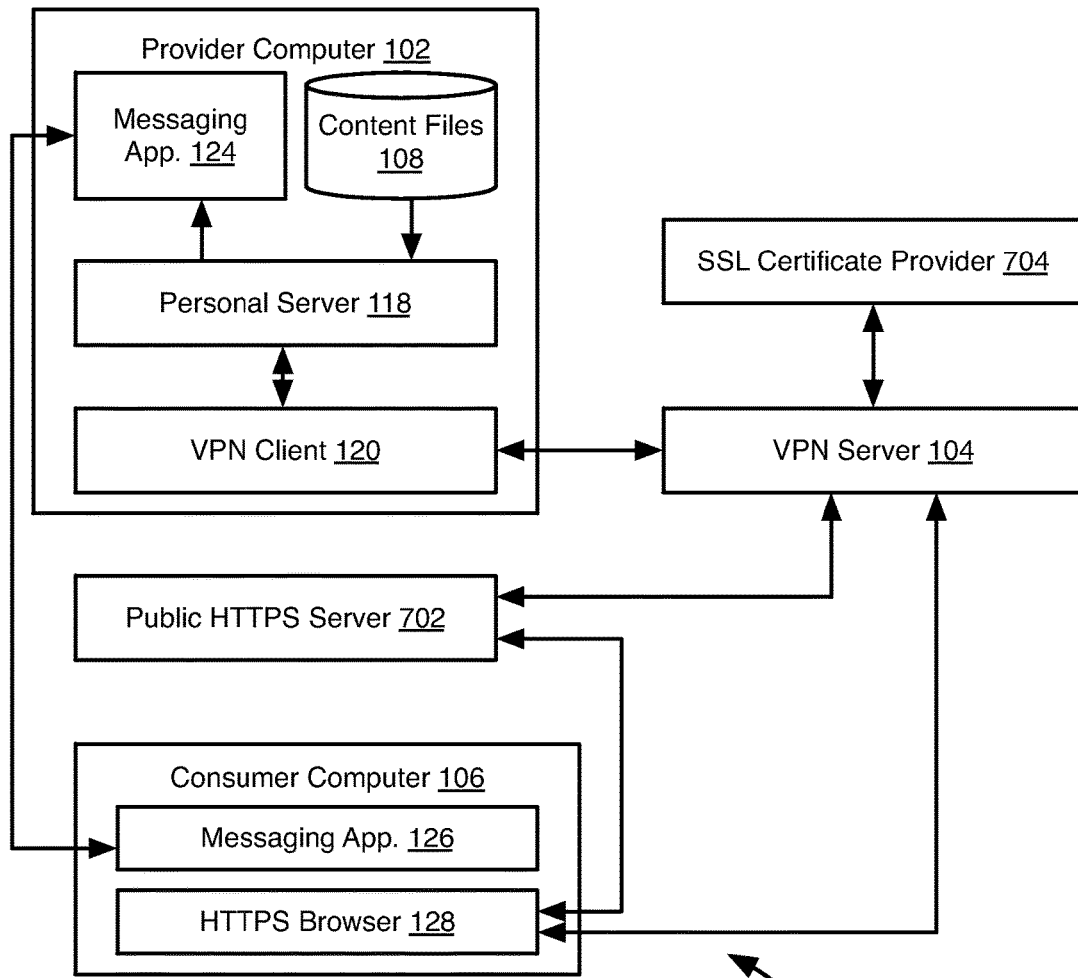 Provider Computer 102
Messaging
App. 124
Content Files
108
Personal Server 118
SSL Certificate Provider 704
VPN Client 120
VPN Server 104
Public HTTPS Server 702
Consumer Computer 106
Messaging App. 126
HTTPS Browser 128